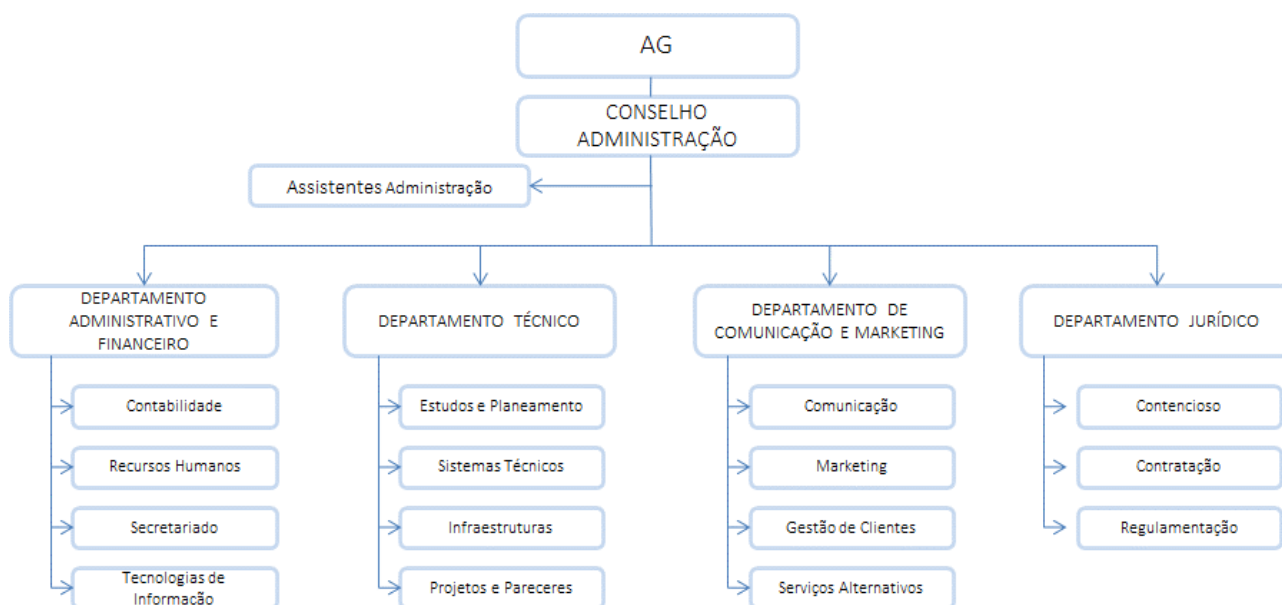 AG
CONSELHO
ADMINISTRAÇÃO
Assistentes Administração
DEPARTAMENTO
ADMINISTRATIVO E
FINANCEIRO
Contabilidade
Recursos Humanos
Secretariado
Tecnologias de
Informação
DEPARTAMENTO TÉCNICO
Estudos e Planeamento
Sistemas Técnicos
Infraestruturas
Projetos e Pareceres
DEPARTAMENTO DE
COMUNICAÇÃO E MARKETING
Comunicação
Marketing
Gestão de Clientes
Serviços Alternativos
DEPARTAMENTO JURÍDICO
Contencioso
Contratação
Regulamentação